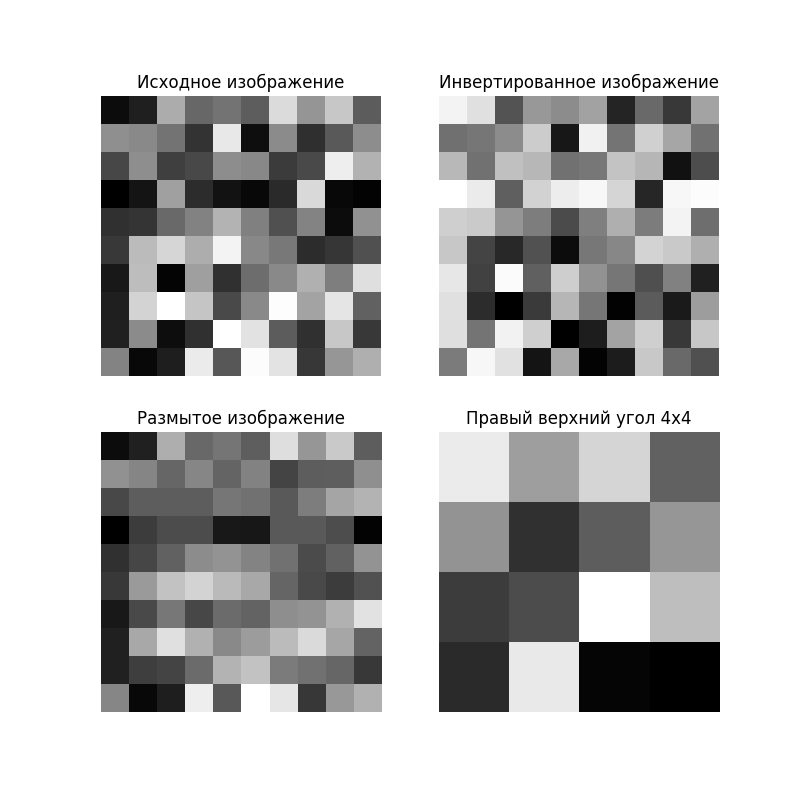 Исходное изображение
Инвертированное изображение
Размытое изображение
Правый верхний угол 4x4